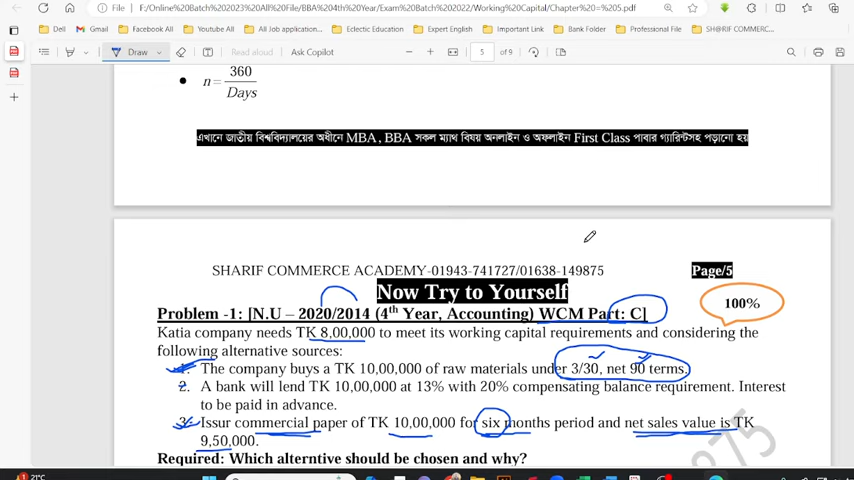 File | F:/Online%20Batch%202023%20All%20File/BBA%204th%20Year/Exam%20Batch%202022/Working%20Capital/Chapter%20=%205.pdf
Dell Gmail Facebook All All Job application... Eclectic Education Expert English Important Link Bank Folder Professional File SH@RIF COMMERC...
Draw Read aloud Ask Copilot 5 of 9
• n = 360
Days
এখানে জাতীয় বিশ্ববিদ্যালয়ের অধীনে MBA, BBA সকল ম্যাথ বিষয় অনলাইন ও অফলাইন First Class পাবার গ্যারিন্টসহ পড়ানো হয়
SHARIF COMMERCE ACADEMY-01943-741727/01638-149875 Page/5
Now Try to Yourself
100%
Problem -1: [N.U – 2020/2014 (4th Year, Accounting) WCM Part: C]
Katia company needs TK 8,00,000 to meet its working capital requirements and considering the
following alternative sources:
1. The company buys a TK 10,00,000 of raw materials under 3/30, net 90 terms.
2. A bank will lend TK 10,00,000 at 13% with 20% compensating balance requirement. Interest
to be paid in advance.
3. Issur commercial paper of TK 10,00,000 for six months period and net sales value is TK
9,50,000.
75
Required: Which alterntive should be chosen and why?
21°C